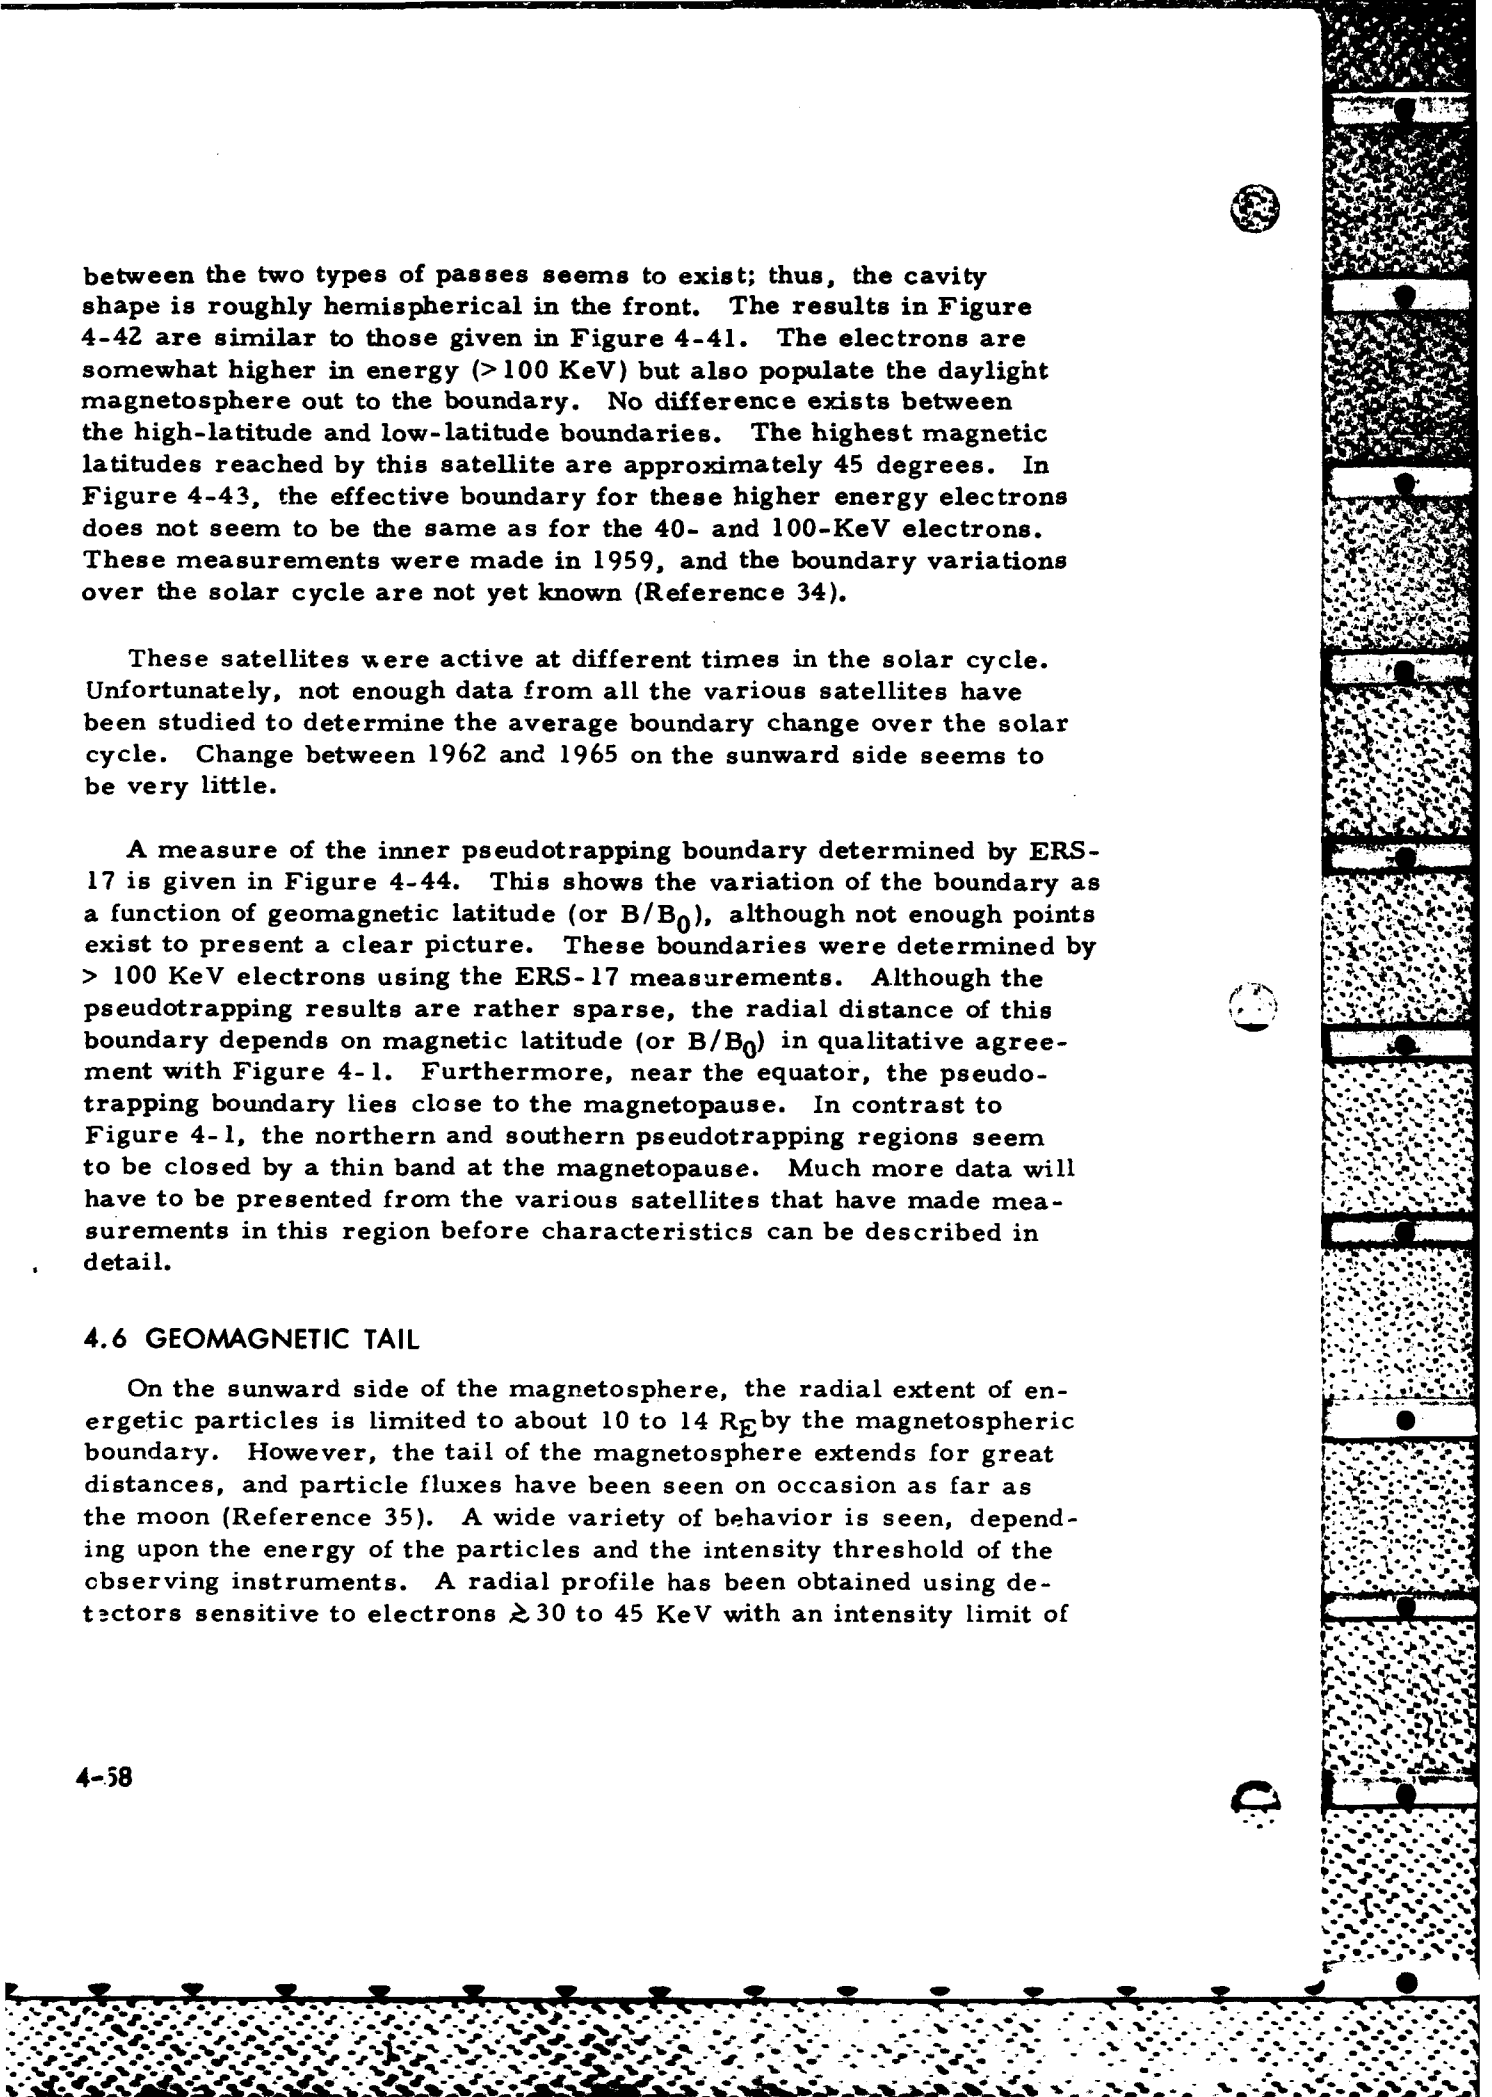 between the two types of passes seems to exist; thus, the cavity
shape is roughly hemispherical in the front. The results in Figure
4-42 are similar to those given in Figure 4-41. The electrons are
somewhat higher in energy (>100 KeV) but also populate the daylight
magnetosphere out to the boundary. No difference exists between
the high-latitude and low-latitude boundaries. The highest magnetic
latitudes reached by this satellite are approximately 45 degrees. In
Figure 4-43, the effective boundary for these higher energy electrons
does not seem to be the same as for the 40- and 100-KeV electrons.
These measurements were made in 1959, and the boundary variations
over the solar cycle are not yet known (Reference 34).
These satellites were active at different times in the solar cycle.
Unfortunately, not enough data from all the various satellites have
been studied to determine the average boundary change over the solar
cycle. Change between 1962 and 1965 on the sunward side seems to
be very little.
A measure of the inner pseudotrapping boundary determined by ERS-
17 is given in Figure 4-44. This shows the variation of the boundary as
a function of geomagnetic latitude (or B/B₀), although not enough points
exist to present a clear picture. These boundaries were determined by
> 100 KeV electrons using the ERS-17 measurements. Although the
pseudotrapping results are rather sparse, the radial distance of this
boundary depends on magnetic latitude (or B/B₀) in qualitative agree-
ment with Figure 4-1. Furthermore, near the equator, the pseudo-
trapping boundary lies close to the magnetopause. In contrast to
Figure 4-1, the northern and southern pseudotrapping regions seem
to be closed by a thin band at the magnetopause. Much more data will
have to be presented from the various satellites that have made mea-
surements in this region before characteristics can be described in
detail.
4.6 GEOMAGNETIC TAIL
On the sunward side of the magnetosphere, the radial extent of en-
ergetic particles is limited to about 10 to 14 R_E by the magnetospheric
boundary. However, the tail of the magnetosphere extends for great
distances, and particle fluxes have been seen on occasion as far as
the moon (Reference 35). A wide variety of behavior is seen, depend-
ing upon the energy of the particles and the intensity threshold of the
observing instruments. A radial profile has been obtained using de-
tectors sensitive to electrons ≳ 30 to 45 KeV with an intensity limit of
4-58